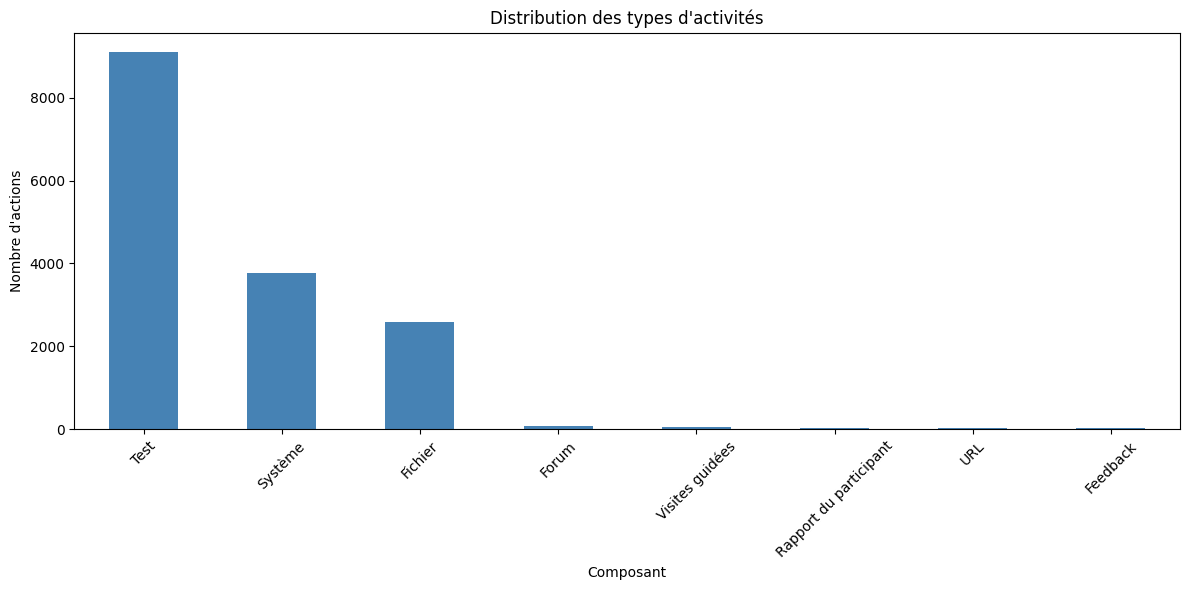 Distribution des types d'activités
Nombre d'actions
8000
6000
4000
2000
0
Test
Système
Fichier
Forum
Visites guidées
Rapport du participant
URL
Feedback
Composant